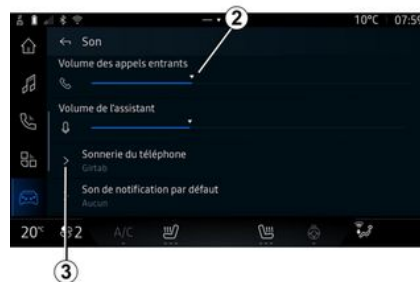 2
10°C 07:59
Son
Volume des appels entrants
Volume de l'assistant
Sonnerie du téléphone
Girtab
Son de notification par défaut
Aucun
20°C 2 A/C
3